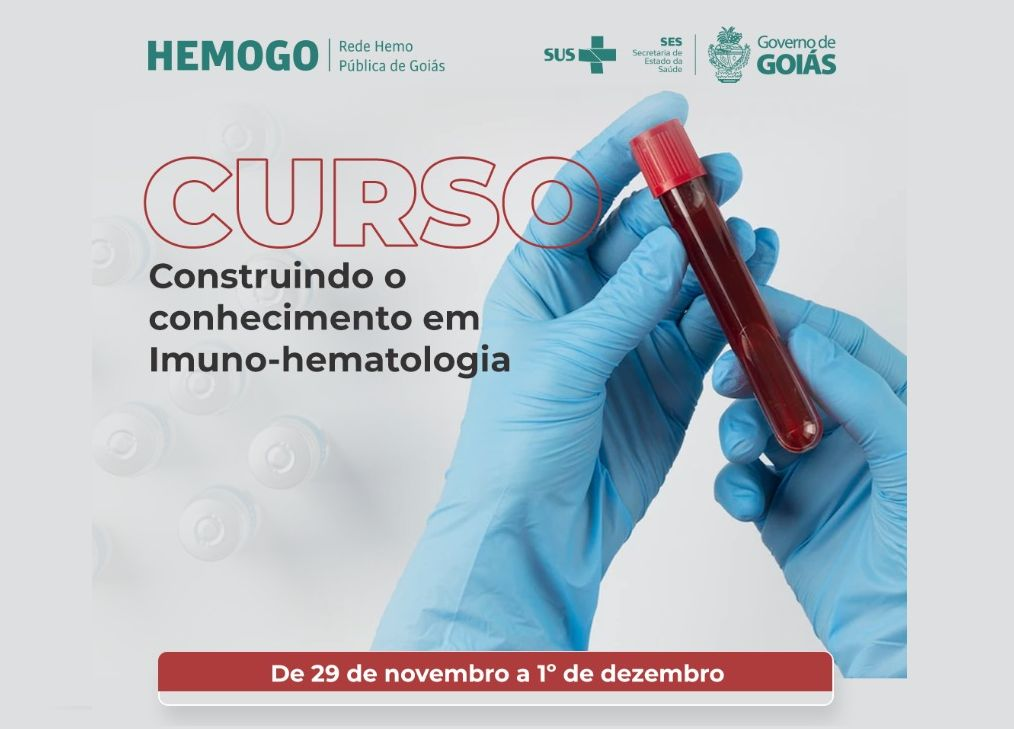 HEMOGO
Rede Hemo
Pública de Goiás
SUS
SES
Secretaria de
Estado da
Saúde
Governo de
GOIÁS
CURSO
Construindo o
conhecimento em
Imuno-hematologia
De 29 de novembro a 1º de dezembro